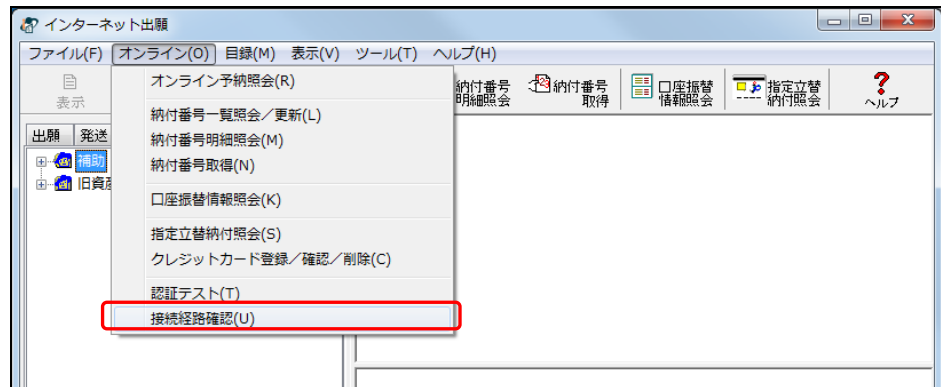 インターネット出願
ファイル(F) オンライン(O) 目録(M) 表示(V) ツール(T) ヘルプ(H)
表示
納付番号
明細照会
納付番号
取得
口座振替
情報照会
指定立替
納付照会
ヘルプ
出願 発送
補助
旧資産
オンライン予納照会(R)
納付番号一覧照会／更新(L)
納付番号明細照会(M)
納付番号取得(N)
口座振替情報照会(K)
指定立替納付照会(S)
クレジットカード登録／確認／削除(C)
認証テスト(T)
接続経路確認(U)